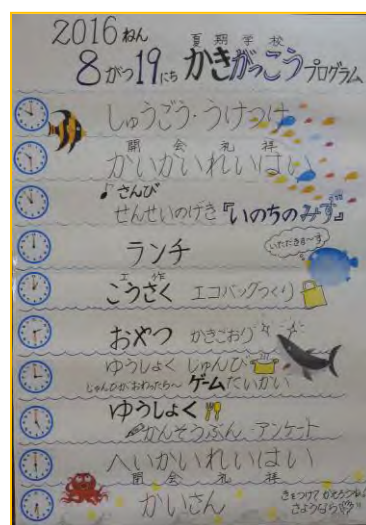 2016ねん
夏期学校
8がつ19にち かきがっこうプログラム
しゅうごう・うけつけ
開会礼拝
かいかいれいはい
♪さんび
せんせいのげき『いのちのみず』
ランチ
いただきま〜す
工作
こうさく エコバッグつくり
おやつ かきごおり
ゆうしょく じゅんび
じゅんびがおわったら〜 ゲームたいかい
ゆうしょく
かんそうぶん・アンケート
へいかいれいはい
かいさん
きをつけて かえろうね
さようなら